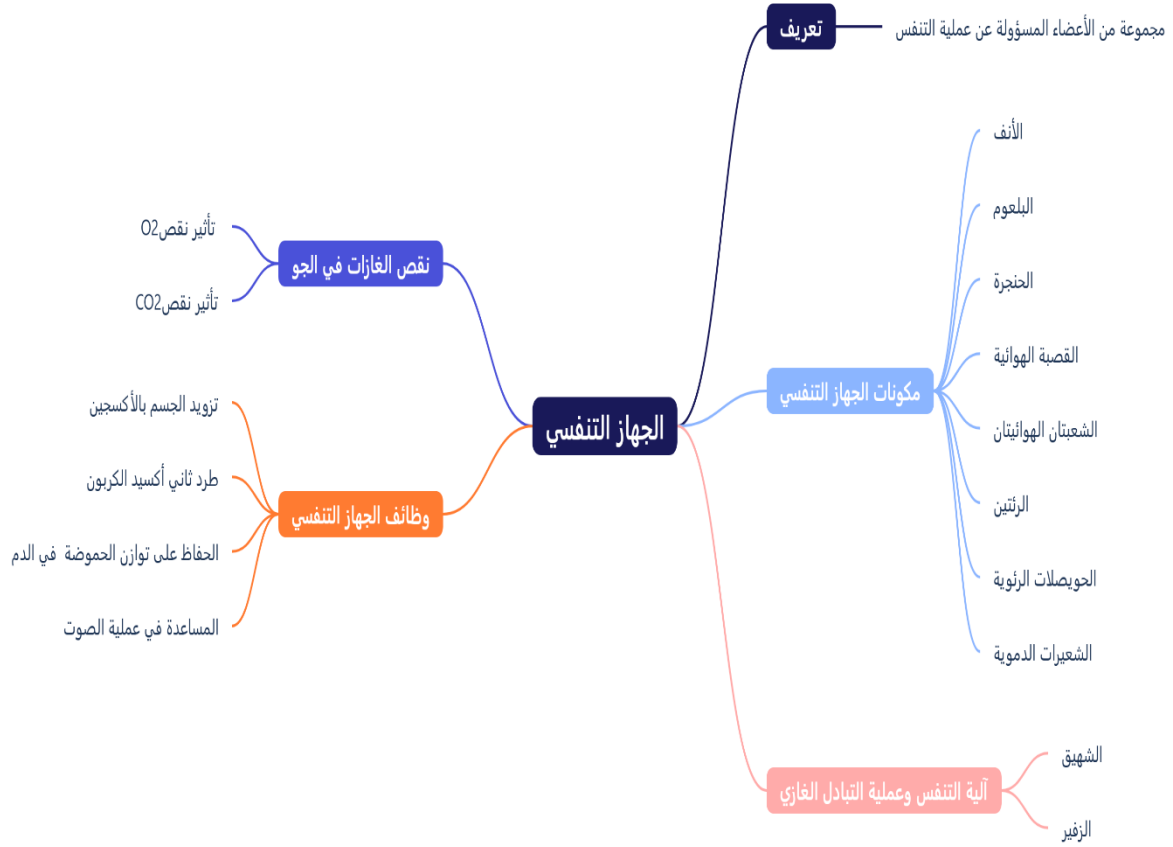 الجهاز التنفسي
تعريف
مجموعة من الأعضاء المسؤولة عن عملية التنفس
مكونات الجهاز التنفسي
الأنف
البلعوم
الحنجرة
القصبة الهوائية
الشعبتان الهوائيتان
الرئتين
الحويصلات الرئوية
الشعيرات الدموية
آلية التنفس وعملية التبادل الغازي
الشهيق
الزفير
نقص الغازات في الجو
تأثير نقصO2
تأثير نقصCO2
وظائف الجهاز التنفسي
تزويد الجسم بالأكسجين
طرد ثاني أكسيد الكربون
الحفاظ على توازن الحموضة في الدم
المساعدة في عملية الصوت